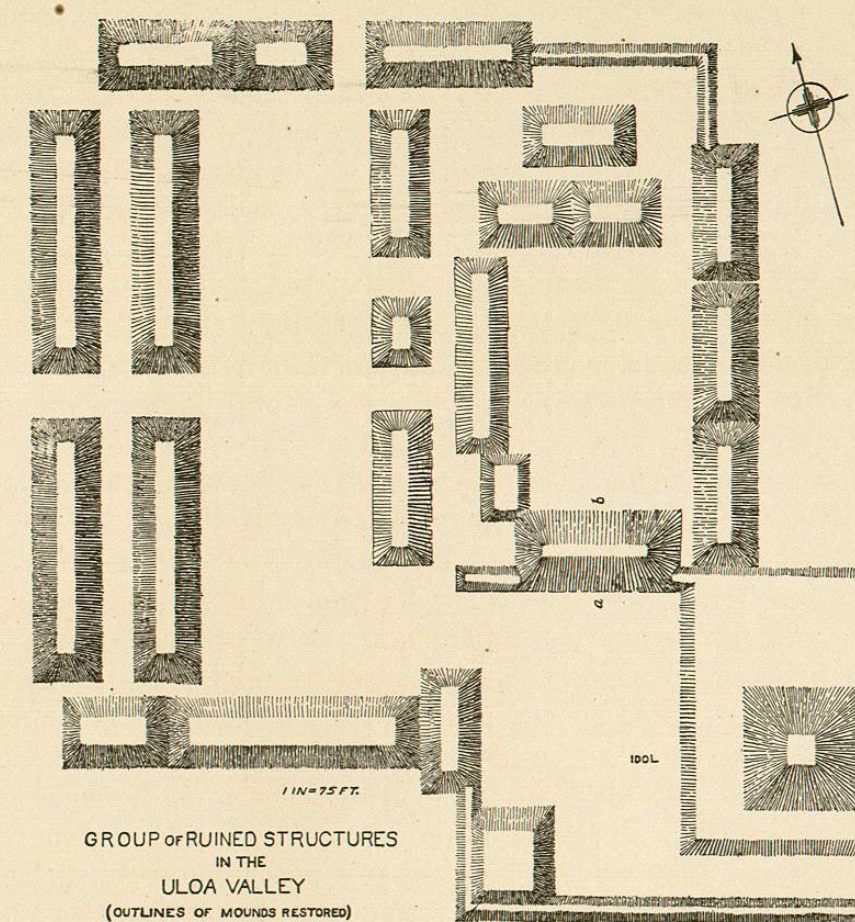 b
a
IDOL
1 IN=75 FT.
GROUP OF RUINED STRUCTURES
IN THE
ULOA VALLEY
(OUTLINES OF MOUNDS RESTORED)